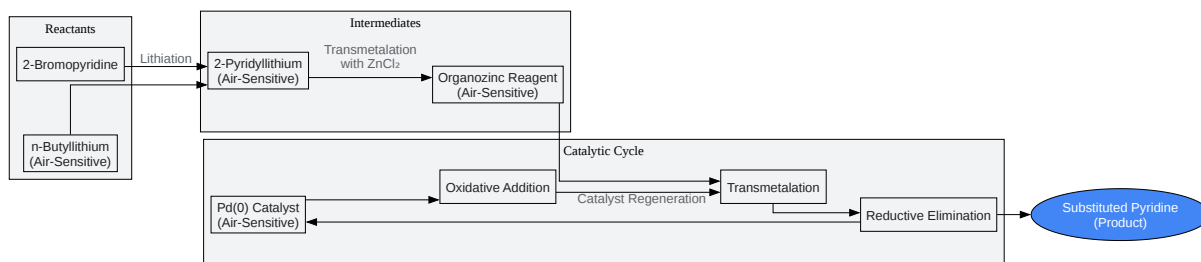 Reactants
2-Bromopyridine
n-Butyllithium
(Air-Sensitive)
Lithiation
Intermediates
2-Pyridyllithium
(Air-Sensitive)
Transmetalation
with ZnCl₂
Organozinc Reagent
(Air-Sensitive)
Catalytic Cycle
Pd(0) Catalyst
(Air-Sensitive)
Oxidative Addition
Catalyst Regeneration
Transmetalation
Reductive Elimination
Substituted Pyridine
(Product)